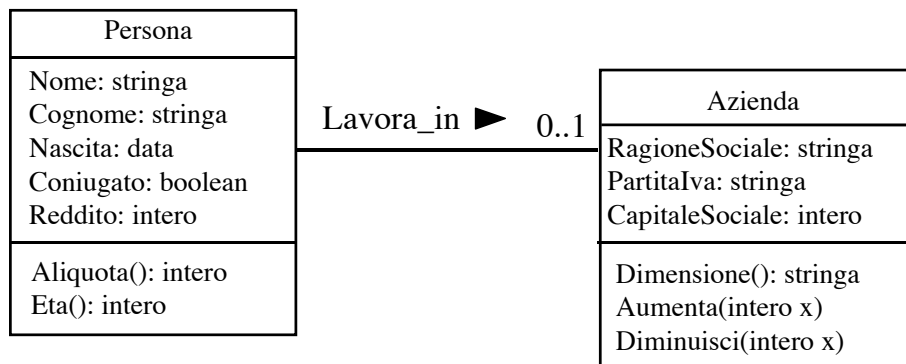 Persona
Nome: stringa
Cognome: stringa
Nascita: data
Coniugato: boolean
Reddito: intero
Aliquota(): intero
Eta(): intero
Lavora_in ►
0..1
Azienda
RagioneSociale: stringa
PartitaIva: stringa
CapitaleSociale: intero
Dimensione(): stringa
Aumenta(intero x)
Diminuisci(intero x)